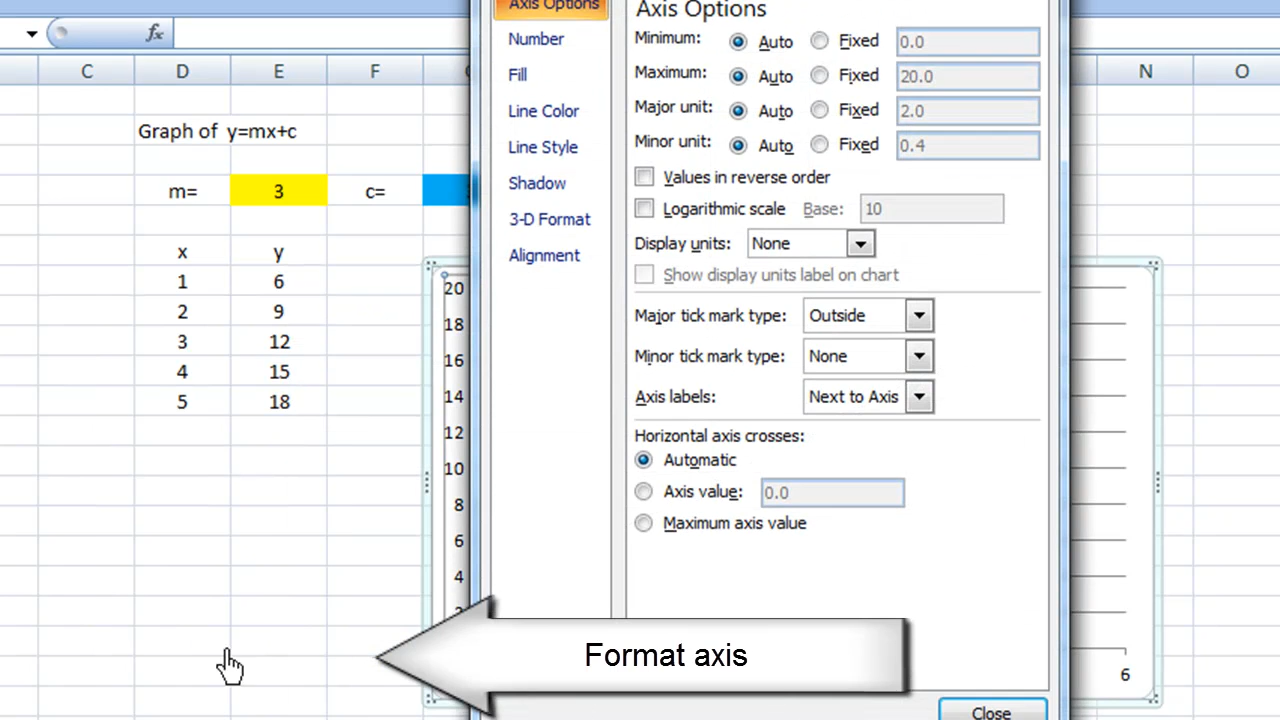 Axis Options
Axis Options
Number
Fill
Line Color
Line Style
Shadow
3-D Format
Alignment
Minimum: Auto Fixed 0.0
Maximum: Auto Fixed 20.0
Major unit: Auto Fixed 2.0
Minor unit: Auto Fixed 0.4
Values in reverse order
Logarithmic scale Base: 10
Display units: None
Show display units label on chart
Major tick mark type: Outside
Minor tick mark type: None
Axis labels: Next to Axis
Horizontal axis crosses:
Automatic
Axis value: 0.0
Maximum axis value
Close
fx
C D E F N O
Graph of y=mx+c
m= 3 c=
x y
1 6
2 9
3 12
4 15
5 18
20
18
16
14
12
10
8
6
4
6
Format axis